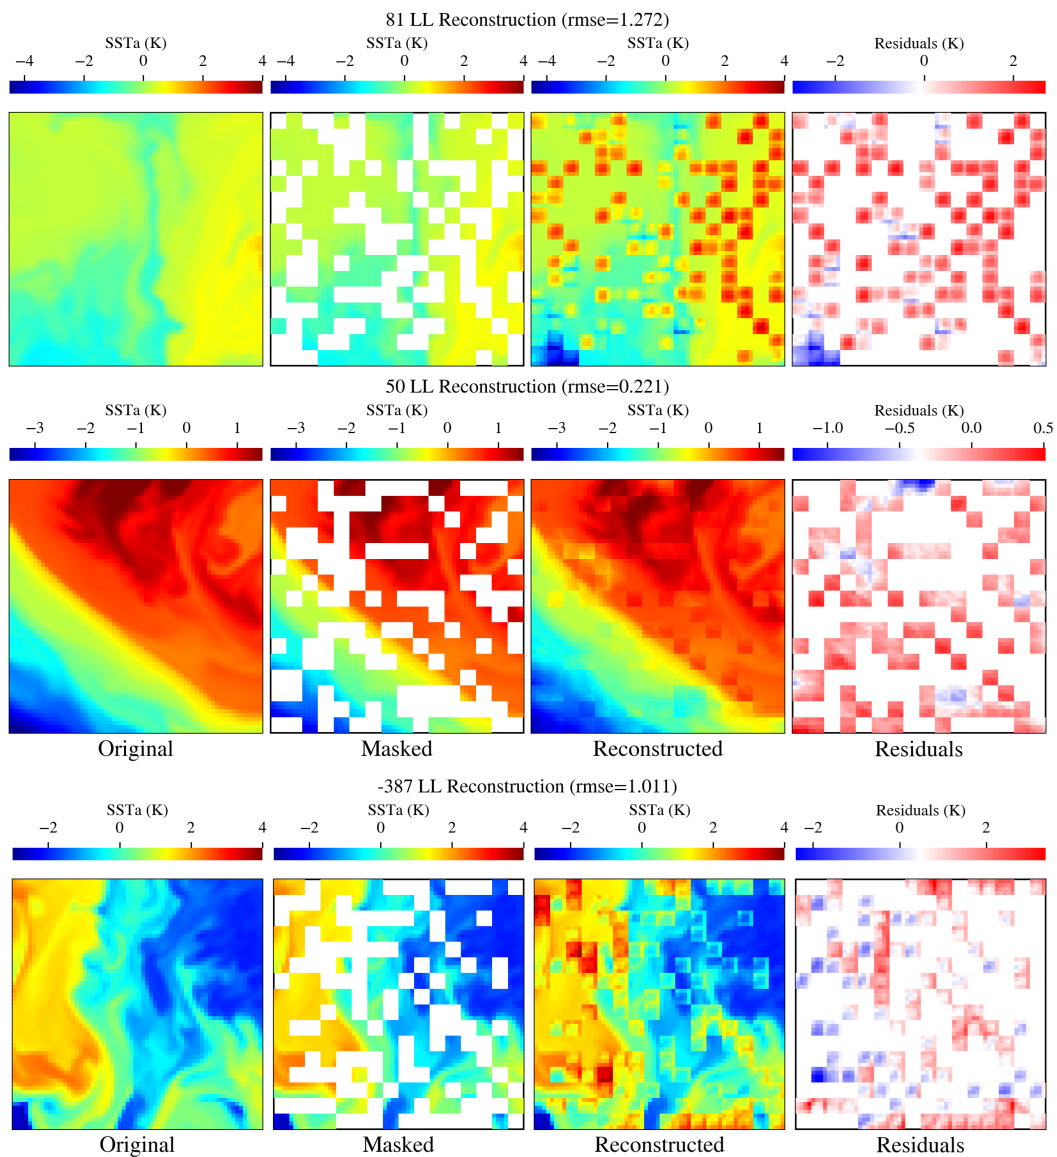 81 LL Reconstruction (rmse=1.272)
SSTa (K) SSTa (K) SSTa (K) Residuals (K)
−4 −2 0 2 4 −4 −2 0 2 4 −4 −2 0 2 4 −2 0 2
50 LL Reconstruction (rmse=0.221)
SSTa (K) SSTa (K) SSTa (K) Residuals (K)
−3 −2 −1 0 1 −3 −2 −1 0 1 −3 −2 −1 0 1 −1.0 −0.5 0.0 0.5
Original Masked Reconstructed Residuals
-387 LL Reconstruction (rmse=1.011)
SSTa (K) SSTa (K) SSTa (K) Residuals (K)
−2 0 2 4 −2 0 2 4 −2 0 2 4 −2 0 2
Original Masked Reconstructed Residuals